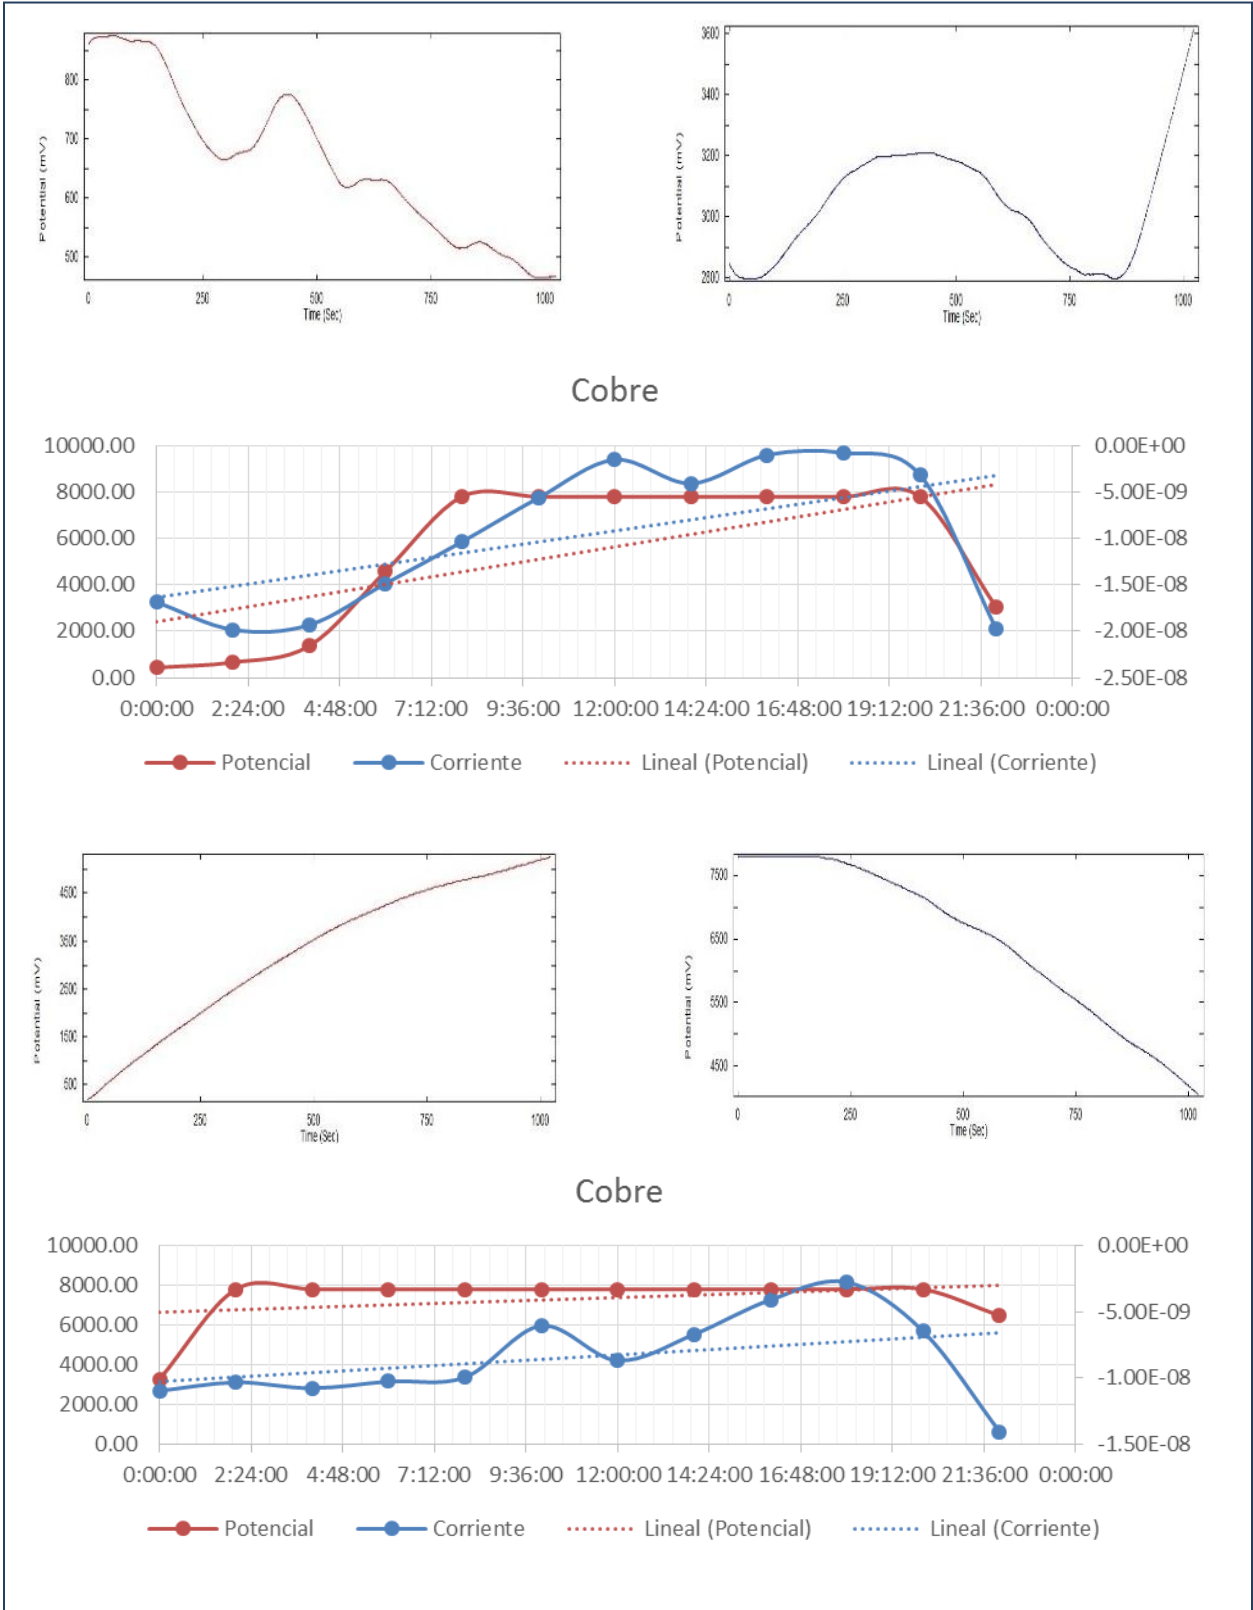 800
700
600
500
Potential (mV)
0 250 500 750 1000
Time (Sec)
3600
3400
3200
3000
2800
Potential (mV)
0 250 500 750 1000
Time (Sec)
Cobre
10000.00 0.00E+00
8000.00 -5.00E-09
6000.00 -1.00E-08
4000.00 -1.50E-08
2000.00 -2.00E-08
0.00 -2.50E-08
0:00:00 2:24:00 4:48:00 7:12:00 9:36:00 12:00:00 14:24:00 16:48:00 19:12:00 21:36:00 0:00:00
Potencial Corriente Lineal (Potencial) Lineal (Corriente)
4500
3500
2500
1500
500
Potential (mV)
0 250 500 750 1000
Time (Sec)
7500
6500
5500
4500
Potential (mV)
0 250 500 750 1000
Time (Sec)
Cobre
10000.00 0.00E+00
8000.00
6000.00 -5.00E-09
4000.00 -1.00E-08
2000.00
0.00 -1.50E-08
0:00:00 2:24:00 4:48:00 7:12:00 9:36:00 12:00:00 14:24:00 16:48:00 19:12:00 21:36:00 0:00:00
Potencial Corriente Lineal (Potencial) Lineal (Corriente)